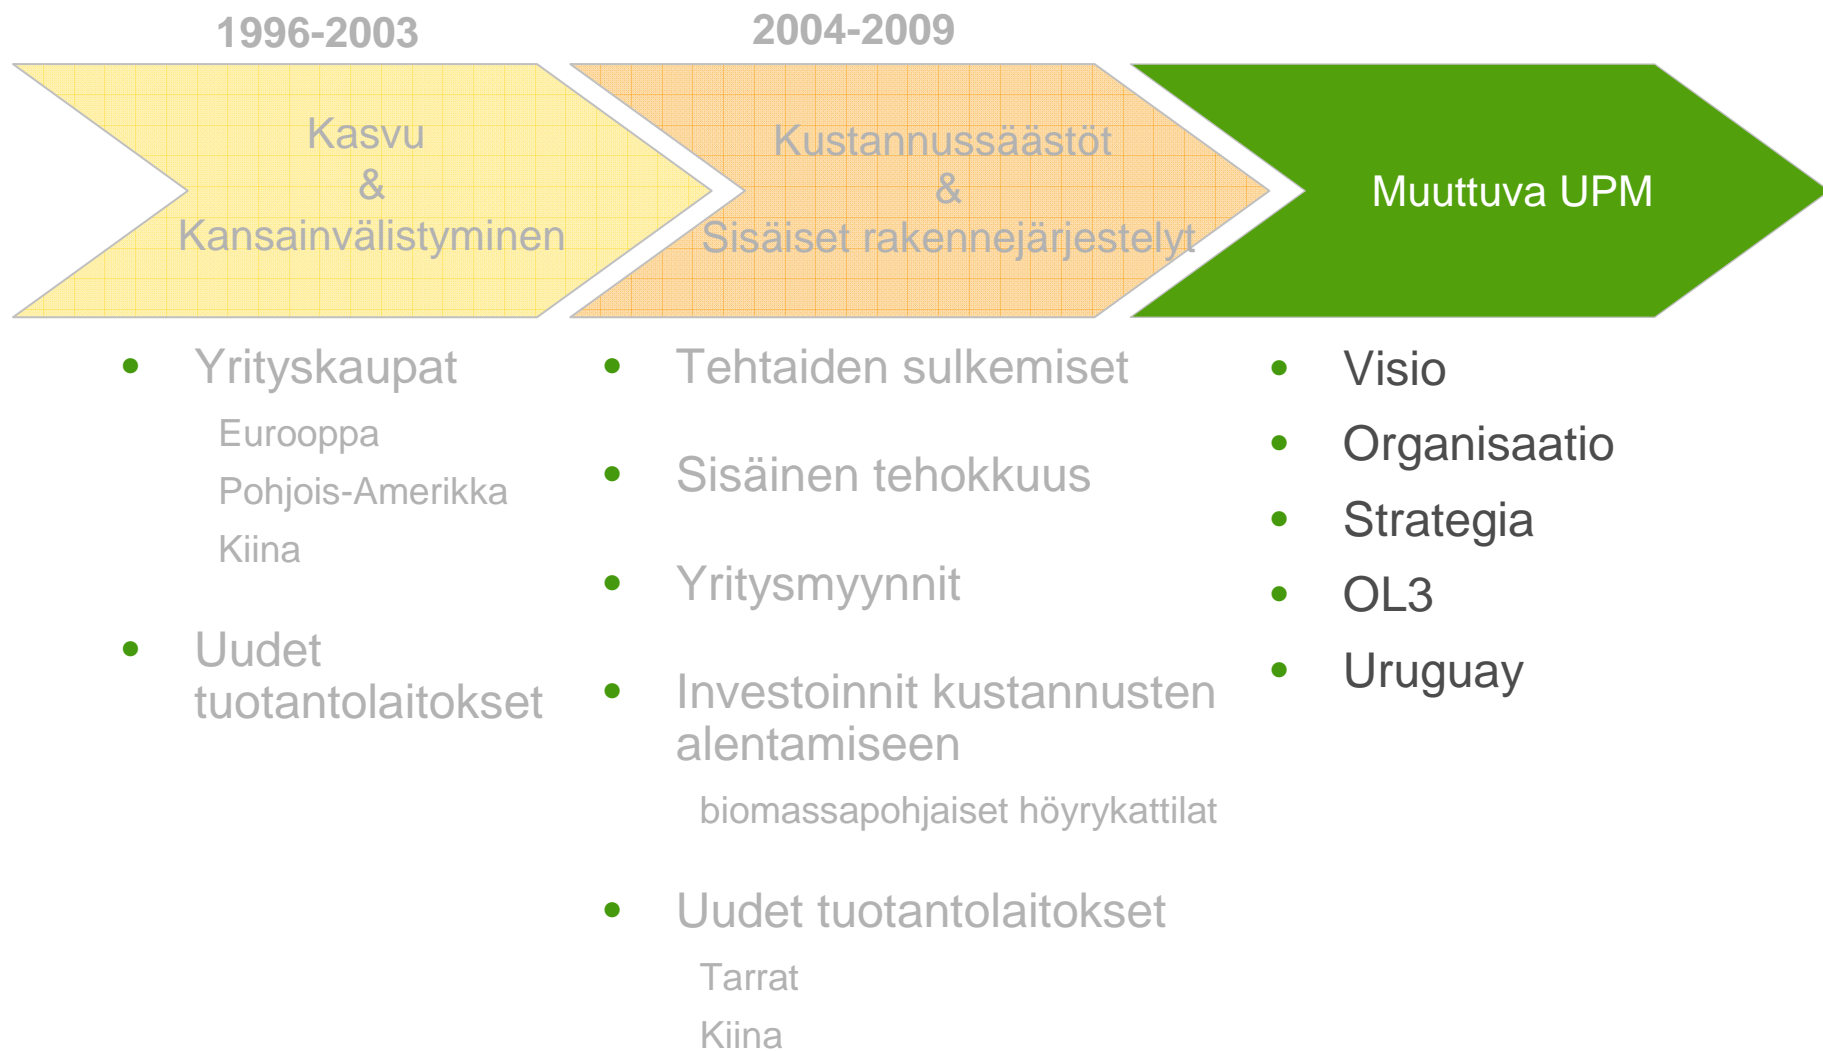 1996-2003
2004-2009
Kasvu
&
Kansainvälistyminen
Kustannussäästöt
&
Sisäiset rakennejärjestelyt
Muuttuva UPM
• Yrityskaupat
Eurooppa
Pohjois-Amerikka
Kiina
• Uudet
tuotantolaitokset
• Tehtaiden sulkemiset
• Sisäinen tehokkuus
• Yritysmyynnit
• Investoinnit kustannusten
alentamiseen
biomassapohjaiset höyrykattilat
• Uudet tuotantolaitokset
Tarrat
Kiina
• Visio
• Organisaatio
• Strategia
• OL3
• Uruguay